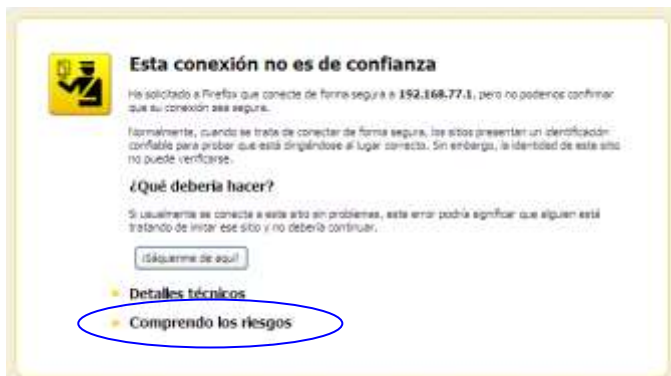 Esta conexión no es de confianza
Ha solicitado a Firefox que conecte de forma segura a 192.168.77.1, pero no podemos confirmar
que su conexión sea segura.
Normalmente, cuando se trata de conectar de forma segura, los sitios presentan un identificación
confiable para probar que está dirigiéndose al lugar correcto. Sin embargo, la identidad de este sitio
no puede verificarse.
¿Qué debería hacer?
Si usualmente se conecta a este sitio sin problemas, este error podría significar que alguien está
tratando de imitar ese sitio y no debería continuar.
¡Sáquenme de aquí!
Detalles técnicos
Comprendo los riesgos